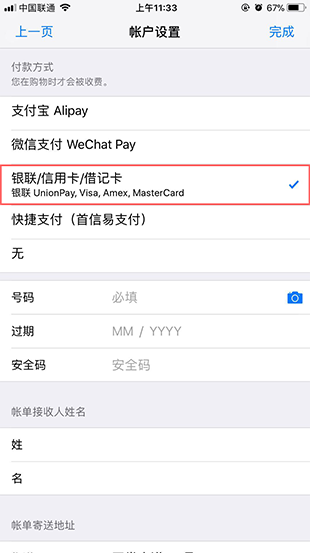 中国联通 上午11:33 67%
上一页 帐户设置 完成
付款方式
您在购物时才会被收费。
支付宝 Alipay
微信支付 WeChat Pay
银联/信用卡/借记卡
银联 UnionPay, Visa, Amex, MasterCard
快捷支付（首信易支付）
无
号码 必填
过期 MM / YYYY
安全码 安全码
帐单接收人姓名
姓
名
帐单寄送地址